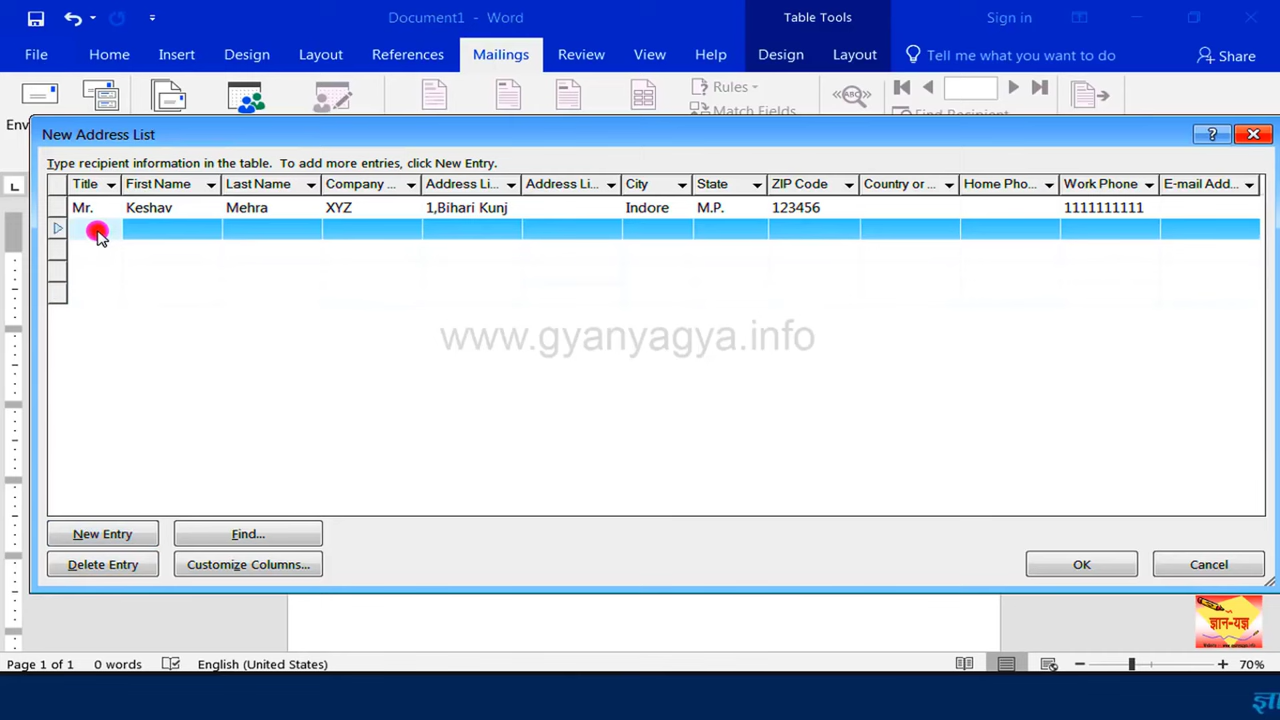 Document1 - Word
Table Tools
Sign in
File Home Insert Design Layout References Mailings Review View Help Design Layout Tell me what you want to do Share
Rules
Match Fields
Find Recipient
Env
New Address List
Type recipient information in the table. To add more entries, click New Entry.
Title First Name Last Name Company ... Address Li... Address Li... City State ZIP Code Country or ... Home Pho... Work Phone E-mail Add...
Mr. Keshav Mehra XYZ 1,Bihari Kunj Indore M.P. 123456 1111111111
www.gyanyagya.info
New Entry Find...
Delete Entry Customize Columns... OK Cancel
ज्ञान-यज्ञ
Page 1 of 1 0 words English (United States) 70%